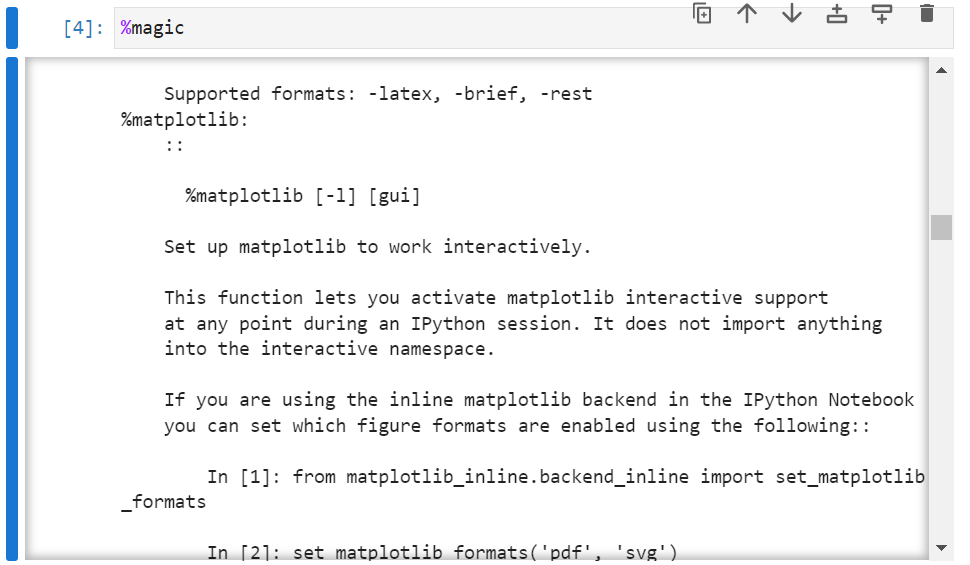 [4]: %magic
Supported formats: -latex, -brief, -rest
%matplotlib:
::
%matplotlib [-l] [gui]
Set up matplotlib to work interactively.
This function lets you activate matplotlib interactive support
at any point during an IPython session. It does not import anything
into the interactive namespace.
If you are using the inline matplotlib backend in the IPython Notebook
you can set which figure formats are enabled using the following::
In [1]: from matplotlib_inline.backend_inline import set_matplotlib
_formats
In [2]: set_matplotlib_formats('pdf', 'svg')